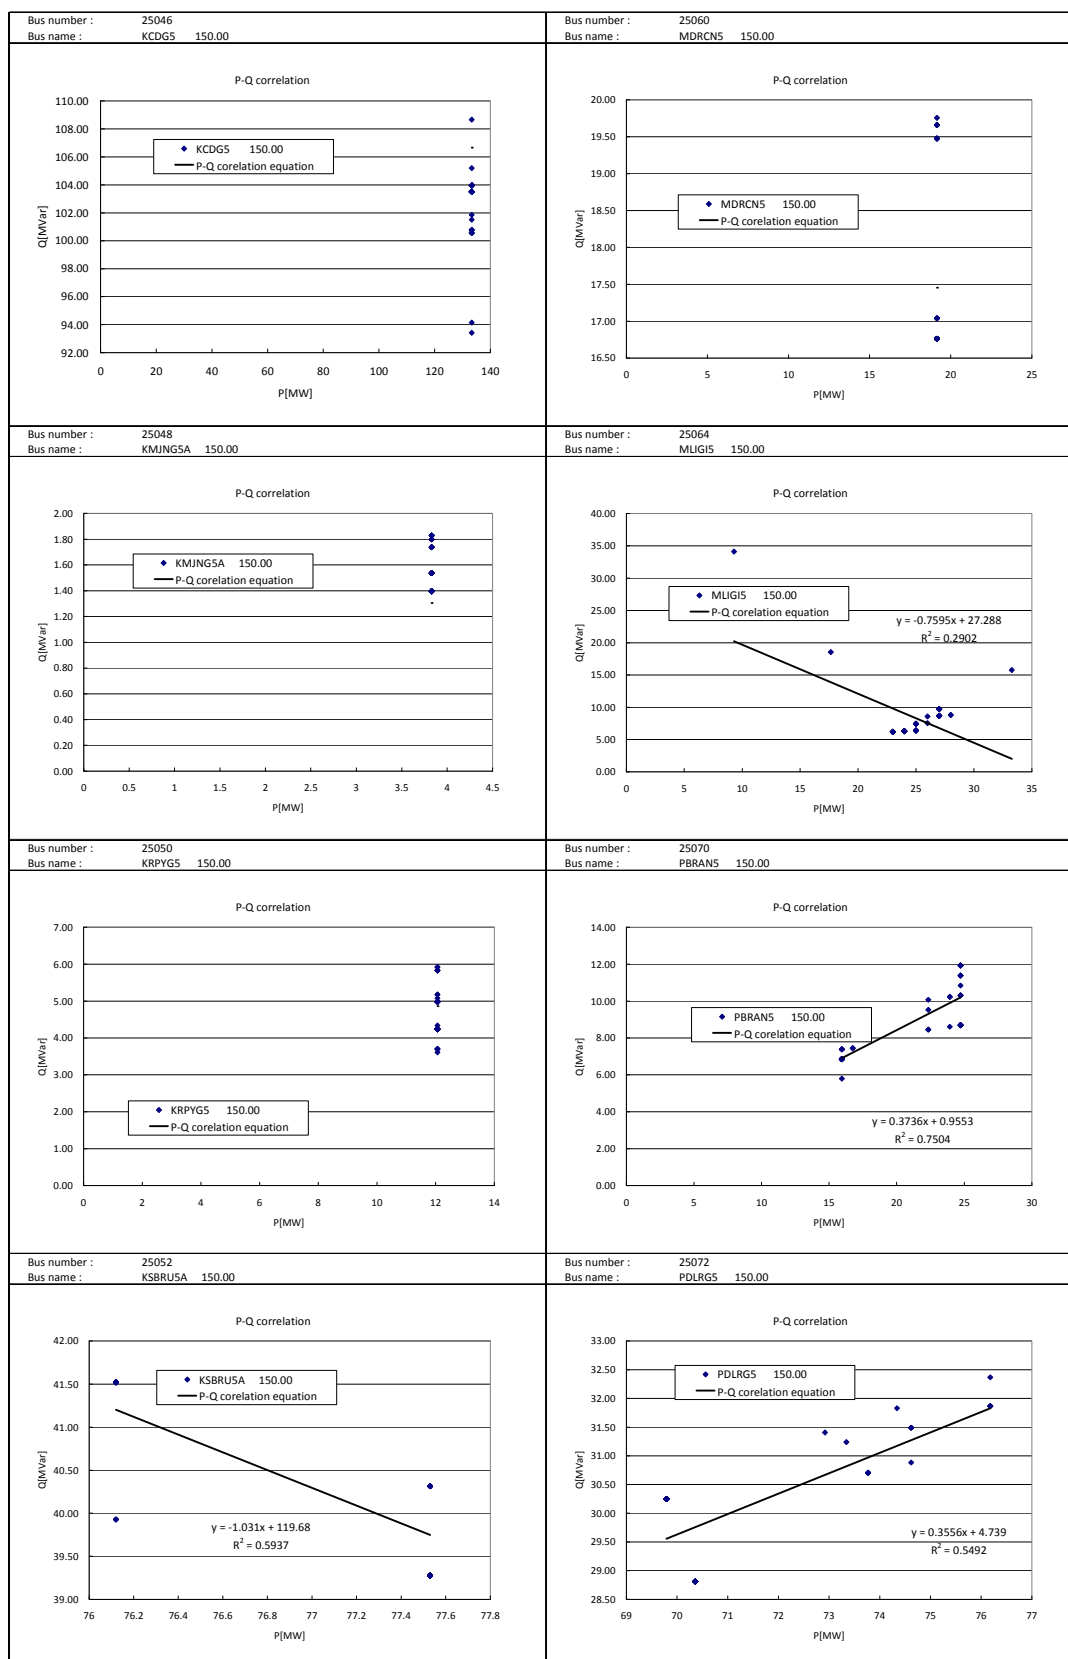 Bus number : 25046
Bus name : KCDG5 150.00
P-Q correlation
110.00
108.00
106.00
104.00
102.00
100.00
98.00
96.00
94.00
92.00
Q[MVar]
KCDG5 150.00
P-Q corelation equation
0 20 40 60 80 100 120 140
P[MW]
Bus number : 25060
Bus name : MDRCN5 150.00
P-Q correlation
20.00
19.50
19.00
18.50
18.00
17.50
17.00
16.50
Q[MVar]
MDRCN5 150.00
P-Q corelation equation
0 5 10 15 20 25
P[MW]
Bus number : 25048
Bus name : KMJNG5A 150.00
P-Q correlation
2.00
1.80
1.60
1.40
1.20
1.00
0.80
0.60
0.40
0.20
0.00
Q[MVar]
KMJNG5A 150.00
P-Q corelation equation
0 0.5 1 1.5 2 2.5 3 3.5 4 4.5
P[MW]
Bus number : 25064
Bus name : MLIGI5 150.00
P-Q correlation
40.00
35.00
30.00
25.00
20.00
15.00
10.00
5.00
0.00
Q[MVar]
MLIGI5 150.00
P-Q corelation equation
y = -0.7595x + 27.288
R² = 0.2902
0 5 10 15 20 25 30 35
P[MW]
Bus number : 25050
Bus name : KRPYG5 150.00
P-Q correlation
7.00
6.00
5.00
4.00
3.00
2.00
1.00
0.00
Q[MVar]
KRPYG5 150.00
P-Q corelation equation
0 2 4 6 8 10 12 14
P[MW]
Bus number : 25070
Bus name : PBRAN5 150.00
P-Q correlation
14.00
12.00
10.00
8.00
6.00
4.00
2.00
0.00
Q[MVar]
PBRAN5 150.00
P-Q corelation equation
y = 0.3736x + 0.9553
R² = 0.7504
0 5 10 15 20 25 30
P[MW]
Bus number : 25052
Bus name : KSBRU5A 150.00
P-Q correlation
42.00
41.50
41.00
40.50
40.00
39.50
39.00
Q[MVar]
KSBRU5A 150.00
P-Q corelation equation
y = -1.031x + 119.68
R² = 0.5937
76 76.2 76.4 76.6 76.8 77 77.2 77.4 77.6 77.8
P[MW]
Bus number : 25072
Bus name : PDLRG5 150.00
P-Q correlation
33.00
32.50
32.00
31.50
31.00
30.50
30.00
29.50
29.00
28.50
Q[MVar]
PDLRG5 150.00
P-Q corelation equation
y = 0.3556x + 4.739
R² = 0.5492
69 70 71 72 73 74 75 76 77
P[MW]